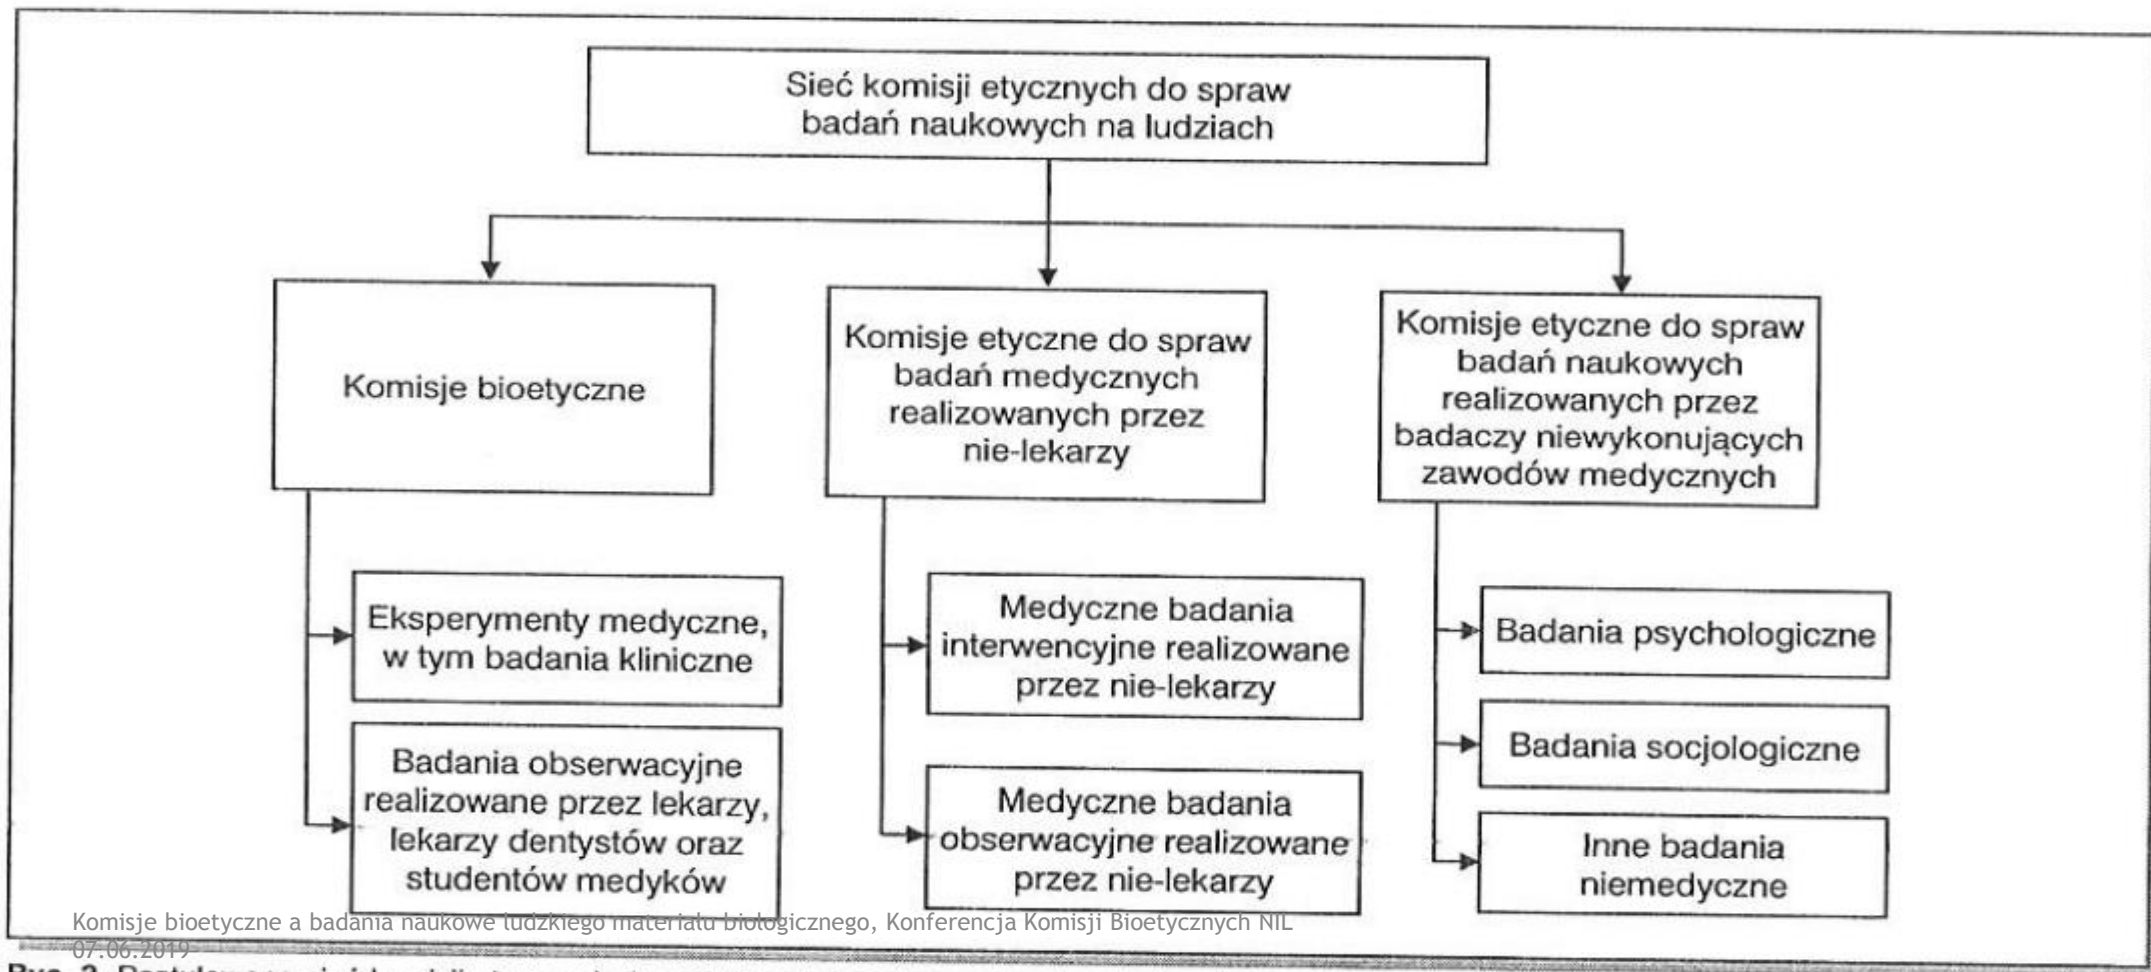 Sieć komisji etycznych do spraw
badań naukowych na ludziach
Komisje bioetyczne
Komisje etyczne do spraw
badań medycznych
realizowanych przez
nie-lekarzy
Komisje etyczne do spraw
badań naukowych
realizowanych przez
badaczy niewykonujących
zawodów medycznych
Eksperymenty medyczne,
w tym badania kliniczne
Badania obserwacyjne
realizowane przez lekarzy,
lekarzy dentystów oraz
studentów medyków
Medyczne badania
interwencyjne realizowane
przez nie-lekarzy
Medyczne badania
obserwacyjne realizowane
przez nie-lekarzy
Badania psychologiczne
Badania socjologiczne
Inne badania
niemedyczne
Komisje bioetyczne a badania naukowe ludzkiego materiału biologicznego, Konferencja Komisji Bioetycznych NIL
07.06.2019